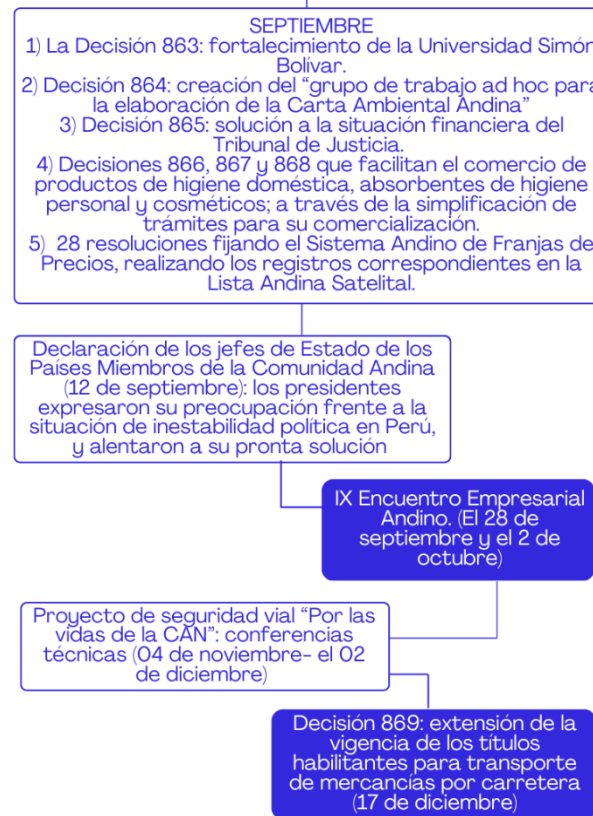 SEPTIEMBRE
1) La Decisión 863: fortalecimiento de la Universidad Simón
Bolívar.
2) Decisión 864: creación del “grupo de trabajo ad hoc para
la elaboración de la Carta Ambiental Andina”
3) Decisión 865: solución a la situación financiera del
Tribunal de Justicia.
4) Decisiones 866, 867 y 868 que facilitan el comercio de
productos de higiene doméstica, absorbentes de higiene
personal y cosméticos; a través de la simplificación de
trámites para su comercialización.
5) 28 resoluciones fijando el Sistema Andino de Franjas de
Precios, realizando los registros correspondientes en la
Lista Andina Satelital.
Declaración de los jefes de Estado de los
Países Miembros de la Comunidad Andina
(12 de septiembre): los presidentes
expresaron su preocupación frente a la
situación de inestabilidad política en Perú,
y alentaron a su pronta solución
IX Encuentro Empresarial
Andino. (El 28 de
septiembre y el 2 de
octubre)
Proyecto de seguridad vial “Por las
vidas de la CAN”: conferencias
técnicas (04 de noviembre- el 02
de diciembre)
Decisión 869: extensión de la
vigencia de los títulos
habilitantes para transporte
de mercancías por carretera
(17 de diciembre)